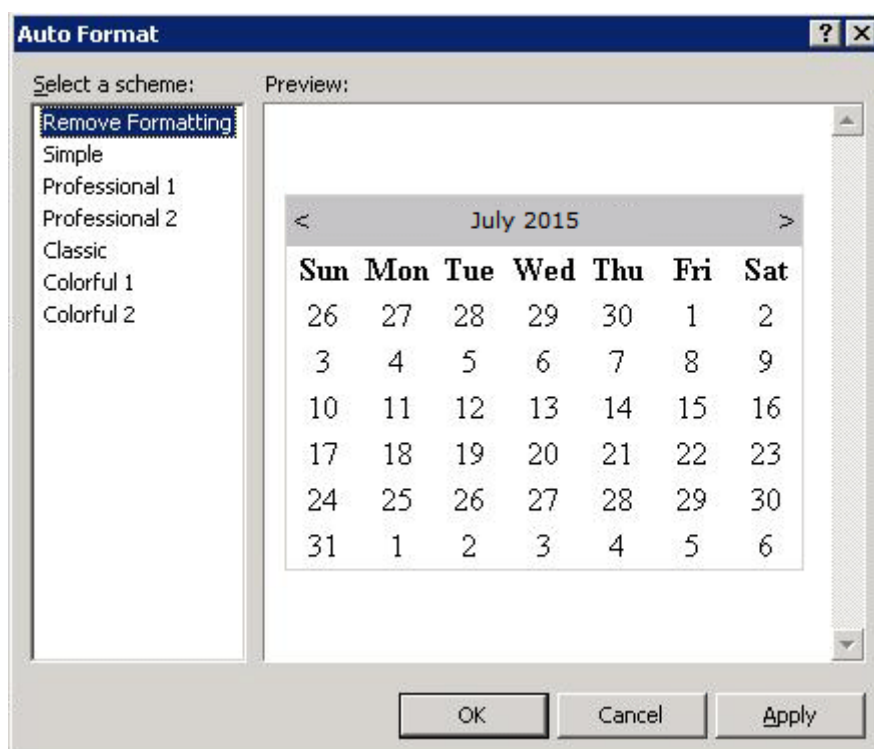 Auto Format
Select a scheme:
Preview:
Remove Formatting
Simple
Professional 1
Professional 2
Classic
Colorful 1
Colorful 2
< July 2015 >
Sun Mon Tue Wed Thu Fri Sat
26 27 28 29 30 1 2
3 4 5 6 7 8 9
10 11 12 13 14 15 16
17 18 19 20 21 22 23
24 25 26 27 28 29 30
31 1 2 3 4 5 6
OK Cancel Apply